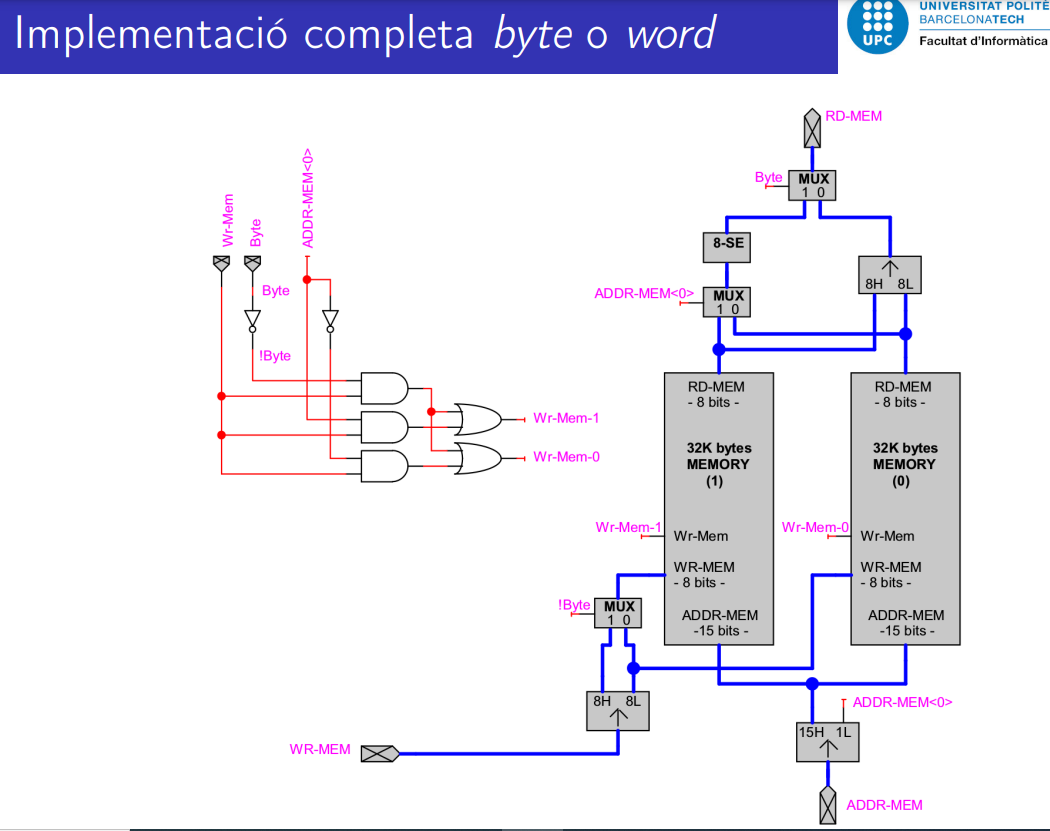 Implementació completa byte o word
UNIVERSITAT POLITÈ
BARCELONATECH
Facultat d'Informàtica
UPC
RD-MEM
Byte
MUX
1 0
8-SE
8H 8L
ADDR-MEM<0>
MUX
1 0
Wr-Mem
Byte
ADDR-MEM<0>
Byte
!Byte
Wr-Mem-1
Wr-Mem-0
RD-MEM
- 8 bits -
32K bytes
MEMORY
(1)
Wr-Mem-1
Wr-Mem
WR-MEM
- 8 bits -
ADDR-MEM
-15 bits -
RD-MEM
- 8 bits -
32K bytes
MEMORY
(0)
Wr-Mem-0
Wr-Mem
WR-MEM
- 8 bits -
ADDR-MEM
-15 bits -
!Byte
MUX
1 0
8H 8L
WR-MEM
ADDR-MEM<0>
15H 1L
ADDR-MEM